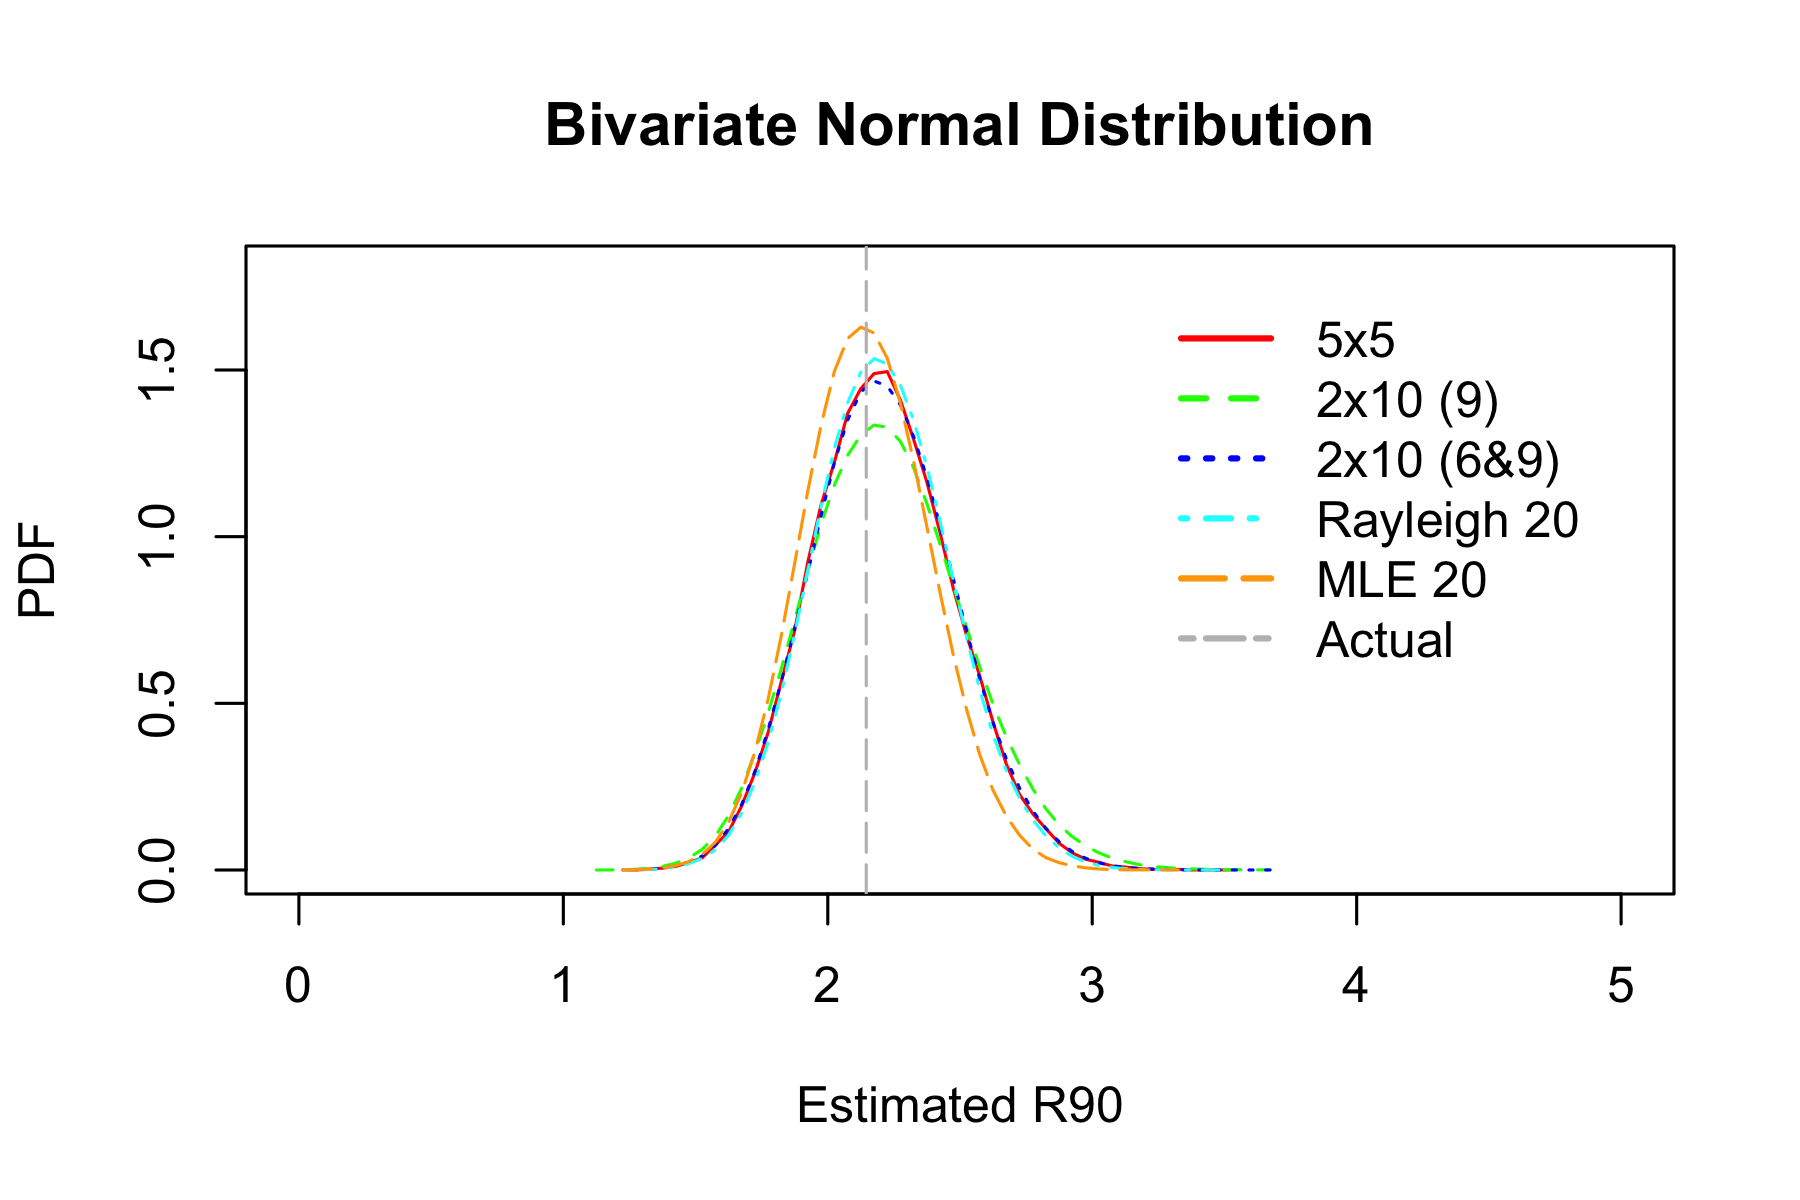 Bivariate Normal Distribution
PDF
0.0
0.5
1.0
1.5
5x5
2x10 (9)
2x10 (6&9)
Rayleigh 20
MLE 20
Actual
0 1 2 3 4 5
Estimated R90